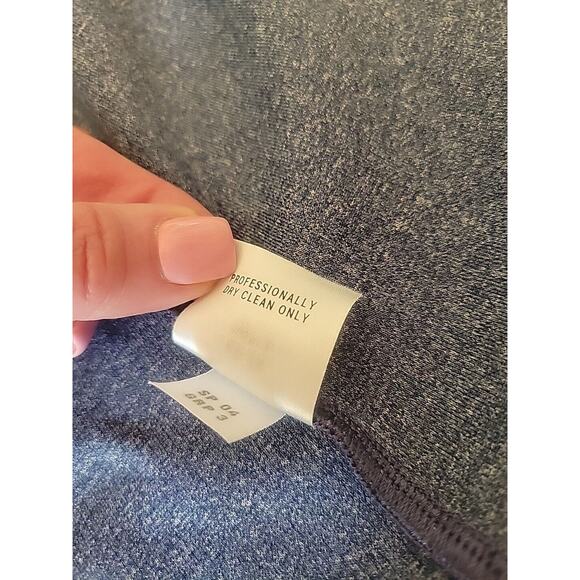 PROFESSIONALLY
DRY CLEAN ONLY
SP 04
GRP 3